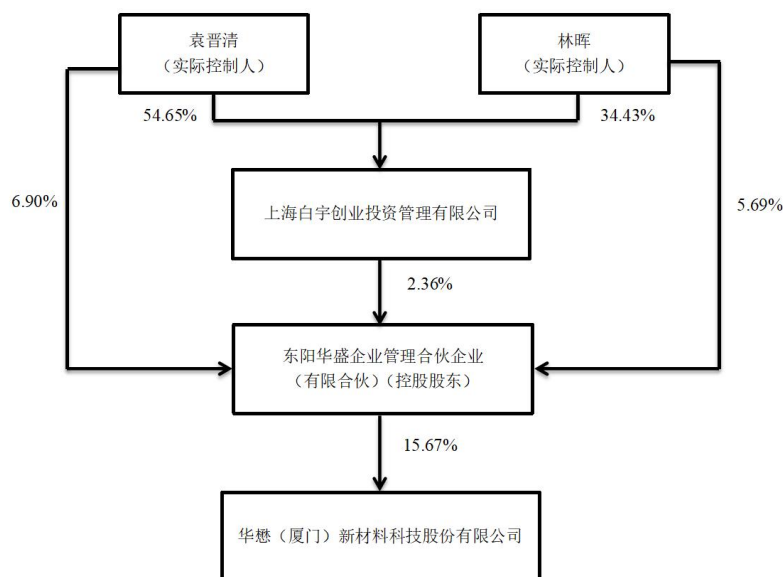 袁晋清
（实际控制人）
林晖
（实际控制人）
54.65%
34.43%
6.90%
5.69%
上海白宇创业投资管理有限公司
2.36%
东阳华盛企业管理合伙企业
（有限合伙）（控股股东）
15.67%
华懋（厦门）新材料科技股份有限公司